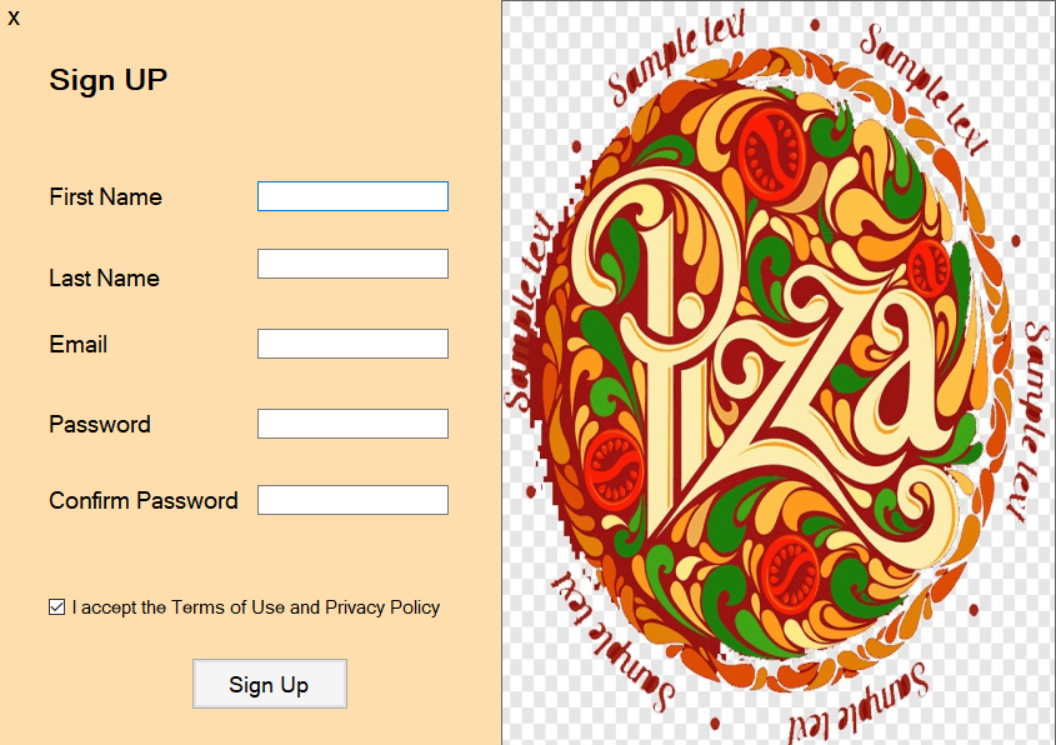 X
Sign UP
First Name
Last Name
Email
Password
Confirm Password
I accept the Terms of Use and Privacy Policy
Sign Up
Sample text
Sample text
Sample text
Pizza
Sample text
Sample text
Sample text